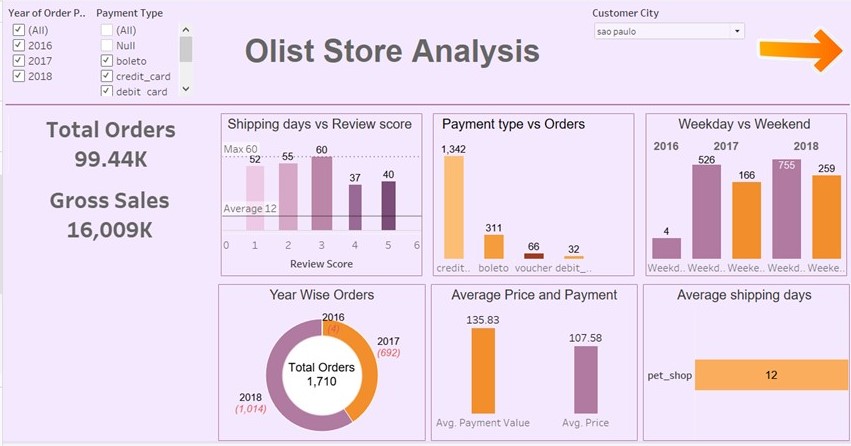 Year of Order P..
(All)
2016
2017
2018
Payment Type
(All)
Null
boleto
credit_card
debit_card
Olist Store Analysis
Customer City
sao paulo
Total Orders
99.44K
Gross Sales
16,009K
Shipping days vs Review score
Max 60
52
55
60
37
40
Average 12
0 1 2 3 4 5 6
Review Score
Payment type vs Orders
1,342
311
66
32
credit.. boleto voucher debit_..
Weekday vs Weekend
2016 2017 2018
4
526
166
755
259
Weekd.. Weekd.. Weeke.. Weekd.. Weeke..
Year Wise Orders
2016
(4)
2017
(692)
Total Orders
1,710
2018
(1,014)
Average Price and Payment
135.83
107.58
Avg. Payment Value Avg. Price
Average shipping days
pet_shop 12